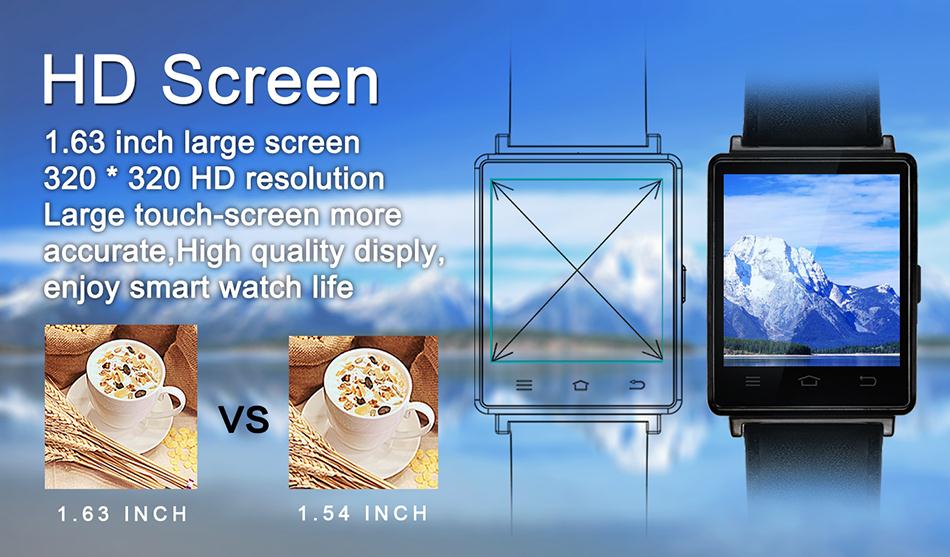 HD Screen
1.63 inch large screen
320 * 320 HD resolution
Large touch-screen more
accurate,High quality disply,
enjoy smart watch life
VS
1.63 INCH
1.54 INCH